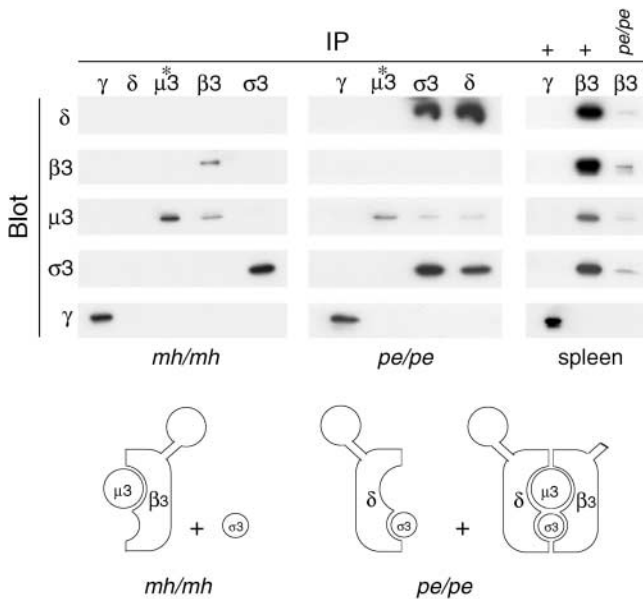 IP
+ + pe/pe
γ δ μ3* β3 σ3 γ μ3* σ3 δ γ β3 β3
Blot
δ
β3
μ3
σ3
γ
mh/mh pe/pe spleen
μ3 β3 + σ3 δ σ3 + δ μ3 σ3 β3
mh/mh pe/pe